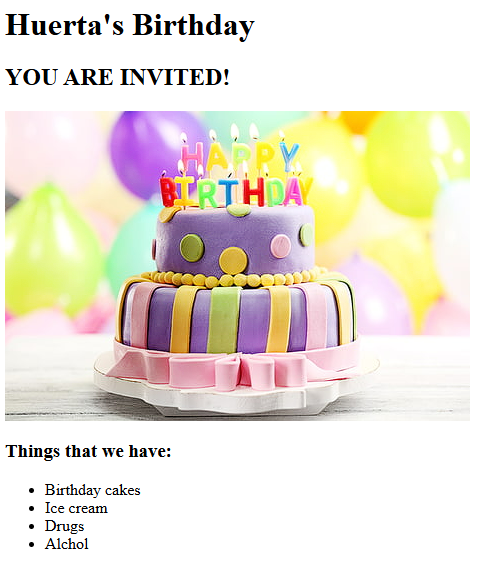 Huerta's Birthday
YOU ARE INVITED!
HAPPY
BIRTHDAY
Things that we have:
Birthday cakes
Ice cream
Drugs
Alchol